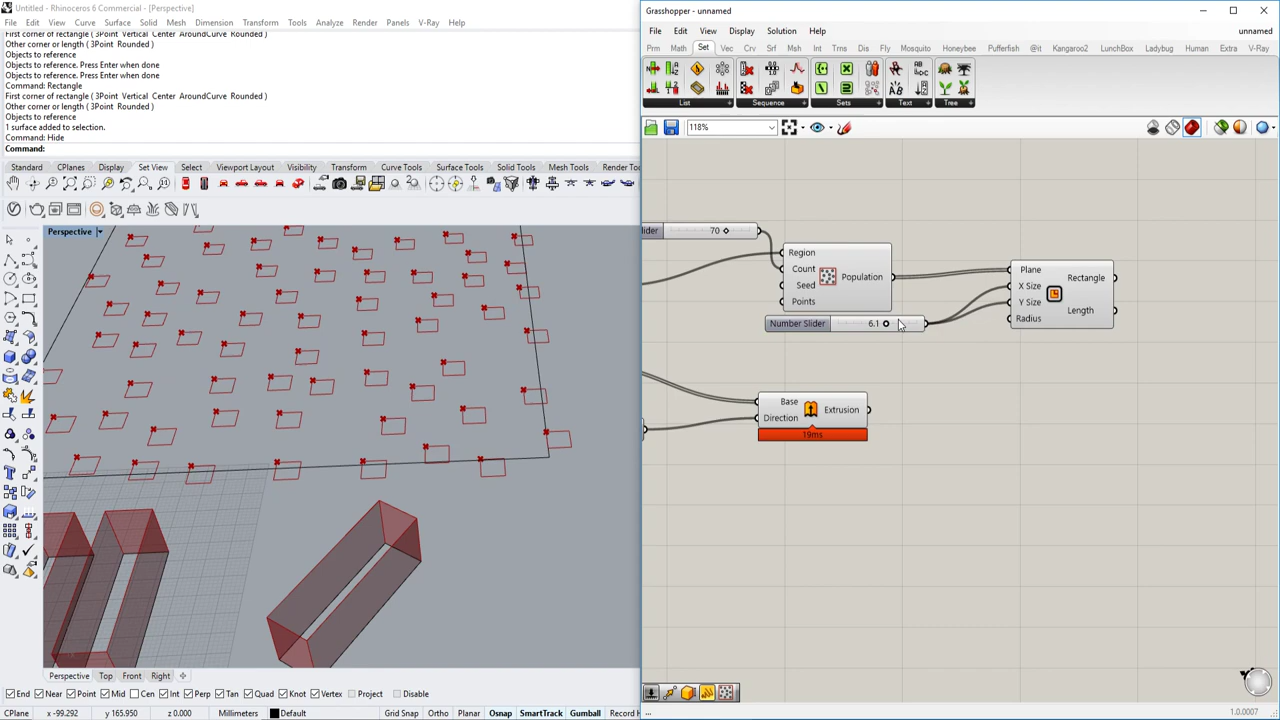 Untitled - Rhinoceros 6 Commercial - [Perspective]
File Edit View Curve Surface Solid Mesh Dimension Transform Tools Analyze Render Panels V-Ray Help
First corner of rectangle ( 3Point Vertical Center AroundCurve Rounded )
Other corner or length ( 3Point Rounded )
Objects to reference
Objects to reference. Press Enter when done
Objects to reference. Press Enter when done
Command: Rectangle
First corner of rectangle ( 3Point Vertical Center AroundCurve Rounded )
Other corner or length ( 3Point Rounded )
Objects to reference
1 surface added to selection.
Command: Hide
Command:
Standard CPlanes Display Set View Select Viewport Layout Visibility Transform Curve Tools Surface Tools Solid Tools Mesh Tools Render Too
Perspective
Perspective Top Front Right
End Near Point Mid Cen Int Perp Tan Quad Knot Vertex Project Disable
CPlane x -99.292 y 165.950 z 0.000 Millimeters Default Grid Snap Ortho Planar Osnap SmartTrack Gumball Record H
Grasshopper - unnamed
File Edit View Display Solution Help unnamed
Prm Math Set Vec Crv Srf Msh Int Trns Dis Fly Mosquito Honeybee Pufferfish @it Kangaroo2 LunchBox Ladybug Human Extra V-Ray
List Sequence Sets Text Tree
118%
lider 70
Region
Count
Seed
Points
Population
Number Slider 6.1
Plane
X Size
Y Size
Radius
Rectangle
Length
Base
Direction
Extrusion
19ms
...
1.0.0007